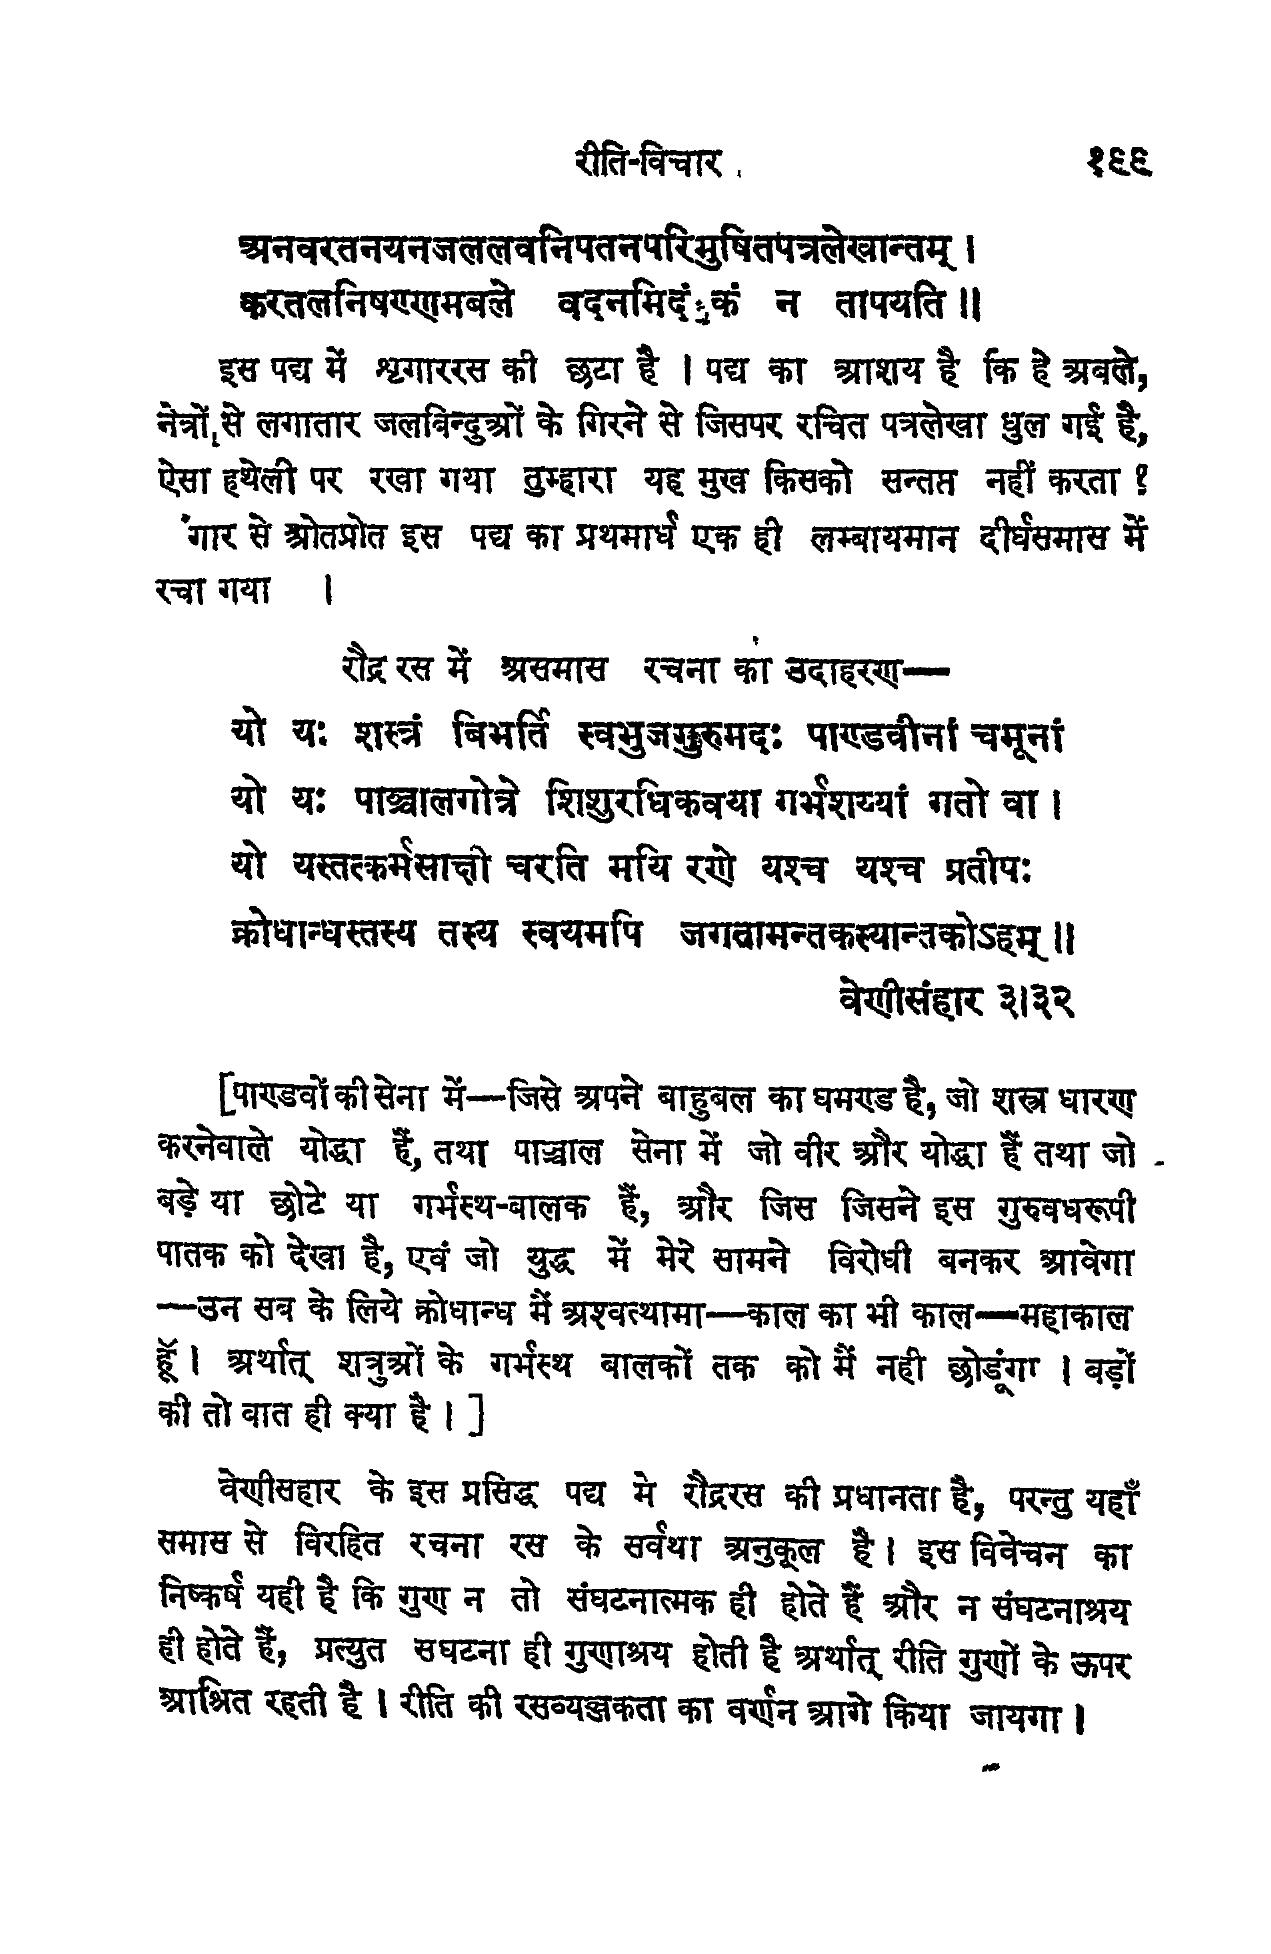 रीति-विचार १९९
अनवरतनयनजललवनिपतनपरिमुषितपत्रलेखान्तम् ।
करतलनिषण्णमबले वदनमिदं कं न तापयति ॥
इस पद्य में शृगाररस की छटा है । पद्य का आशय है कि हे अबले,
नेत्रों से लगातार जलविन्दुओं के गिरने से जिसपर रचित पत्रलेखा धुल गई है,
ऐसा हथेली पर रखा गया तुम्हारा यह मुख किसको सन्तप्त नहीं करता ?
ंगार से ओतप्रोत इस पद्य का प्रथमार्ध एक ही लम्बायमान दीर्घसमास में
रचा गया ।
रौद्र रस में असमास रचना का उदाहरण—
यो यः शस्त्रं बिभर्ति स्वभुजगुरुमदः पाण्डवीनां चमूनां
यो यः पाञ्चालगोत्रे शिशुरधिकवया गर्भशय्यां गतो वा ।
यो यस्तत्कर्मसाक्षी चरति मयि रणे यश्च यश्च प्रतीपः
क्रोधान्धस्तस्य तस्य स्वयमपि जगतामन्तकस्यान्तकोऽहम् ॥
वेणीसंहार ३।३२
[पाण्डवों की सेना में—जिसे अपने बाहुबल का घमण्ड है, जो शस्त्र धारण
करनेवाले योद्धा हैं, तथा पाञ्चाल सेना में जो वीर और योद्धा हैं तथा जो
बड़े या छोटे या गर्भस्थ-बालक हैं, और जिस जिसने इस गुरुवधरूपी
पातक को देखा है, एवं जो युद्ध में मेरे सामने विरोधी बनकर आवेगा
—उन सब के लिये क्रोधान्ध मैं अश्वत्थामा—काल का भी काल—महाकाल
हूँ । अर्थात् शत्रुओं के गर्भस्थ बालकों तक को मैं नही छोडूंगा । बड़ों
की तो वात ही क्या है । ]
वेणीसहार के इस प्रसिद्ध पद्य मे रौद्ररस की प्रधानता है, परन्तु यहाँ
समास से विरहित रचना रस के सर्वथा अनुकूल है । इस विवेचन का
निष्कर्ष यही है कि गुण न तो संघटनात्मक ही होते हैं और न संघटनाश्रय
ही होते हैं, प्रत्युत सघटना ही गुणाश्रय होती है अर्थात् रीति गुणों के ऊपर
आश्रित रहती है । रीति की रसव्यञ्जकता का वर्णन आगे किया जायगा ।